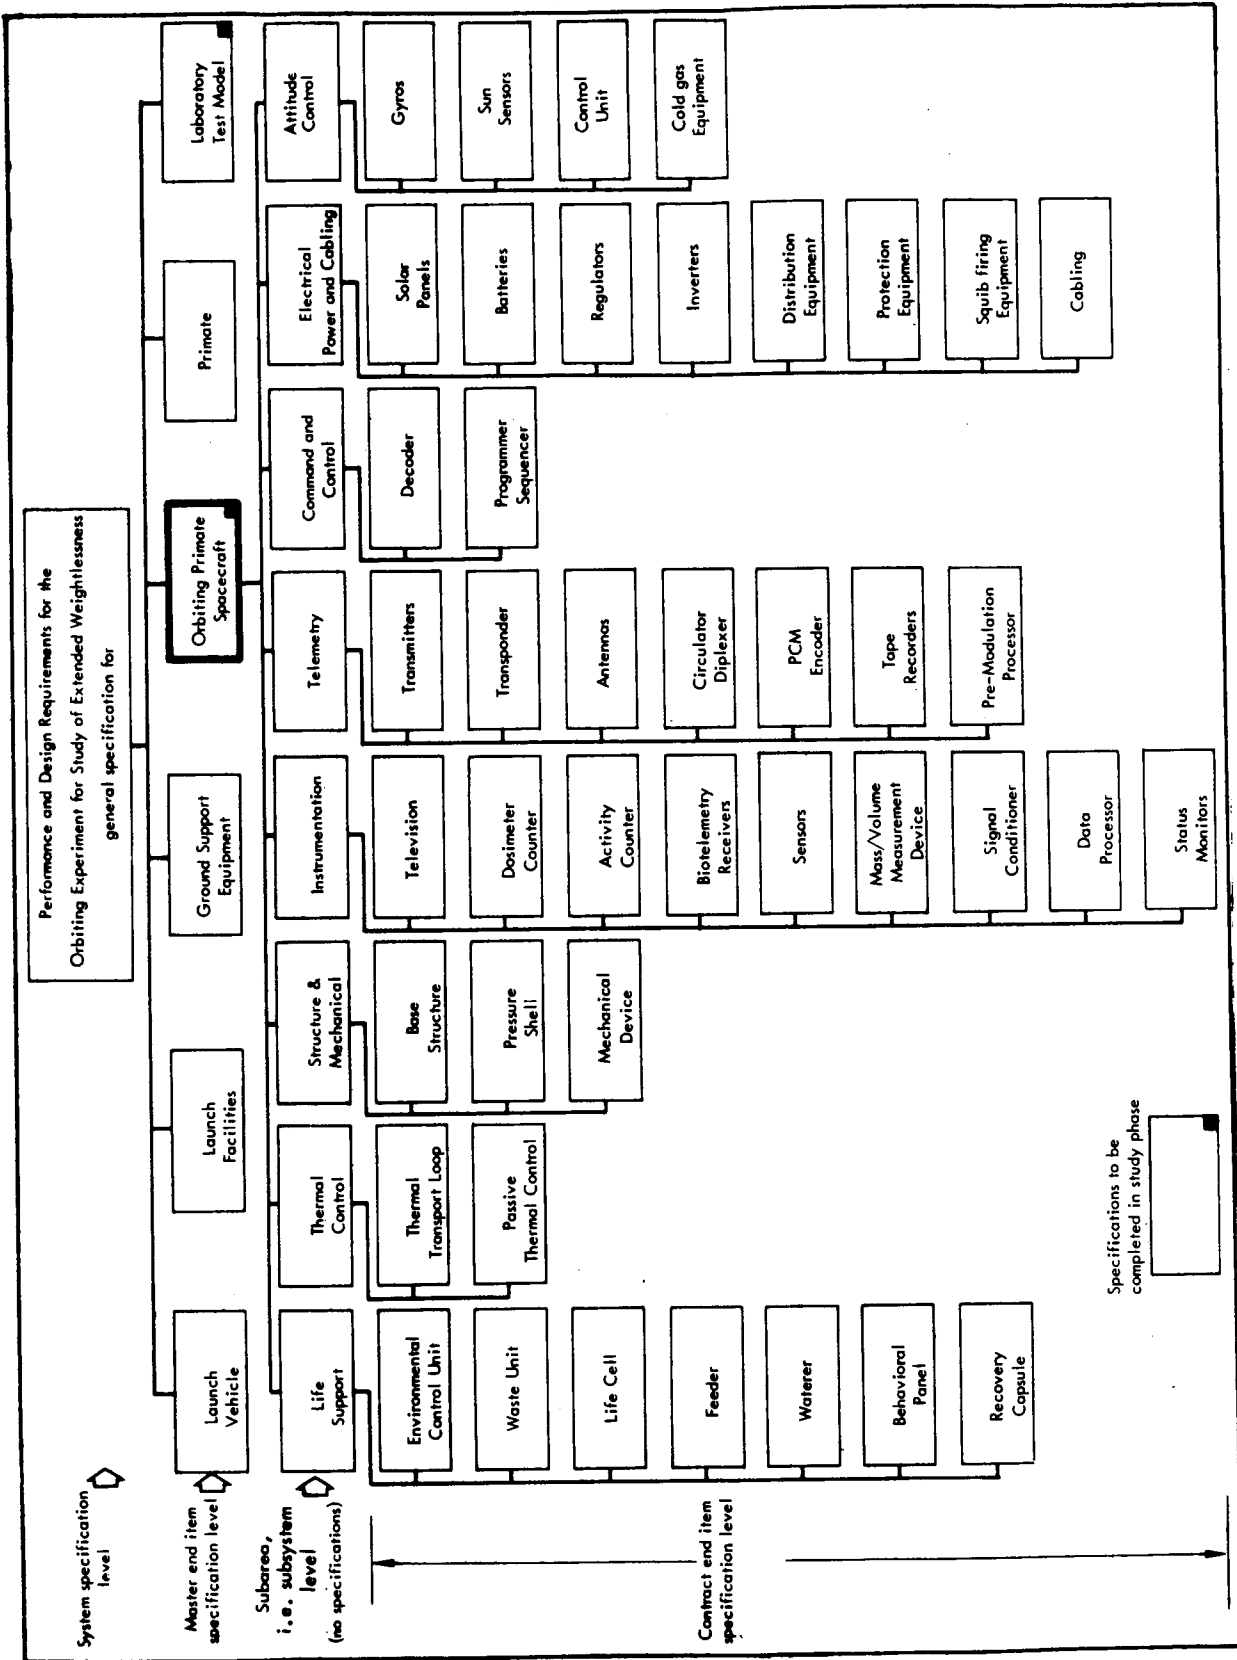 Performance and Design Requirements for the
Orbiting Experiment for Study of Extended Weightlessness
general specification for
System specification
level
Master end item
specification level
Launch
Vehicle
Launch
Facilities
Ground Support
Equipment
Orbiting Primate
Spacecraft
Primate
Laboratory
Test Model
Subarea,
i.e. subsystem
level
(no specifications)
Life
Support
Thermal
Control
Structure &
Mechanical
Instrumentation
Telemetry
Command and
Control
Electrical
Power and Cabling
Attitude
Control
Contract end item
specification level
Environmental
Control Unit
Waste Unit
Life Cell
Feeder
Waterer
Behavioral
Panel
Recovery
Capsule
Thermal
Transport Loop
Passive
Thermal Control
Base
Structure
Pressure
Shell
Mechanical
Device
Television
Dosimeter
Counter
Activity
Counter
Biotelemetry
Receivers
Sensors
Mass/Volume
Measurement
Device
Signal
Conditioner
Data
Processor
Status
Monitors
Transmitters
Transponder
Antennas
Circulator
Diplexer
PCM
Encoder
Tape
Recorders
Pre-Modulation
Processor
Decoder
Programmer
Sequencer
Solar
Panels
Batteries
Regulators
Inverters
Distribution
Equipment
Protection
Equipment
Squib firing
Equipment
Cabling
Gyros
Sun
Sensors
Control
Unit
Cold gas
Equipment
Specifications to be
completed in study phase